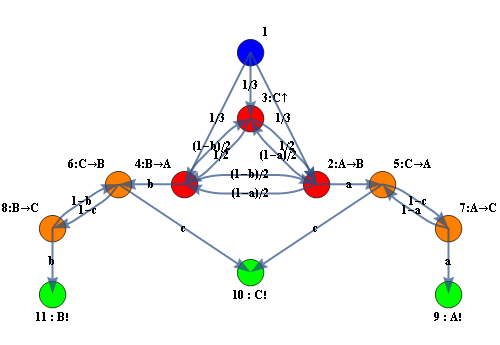 1
1/3
3:C↑
1/3
1/3
(1−b)/2
1/2
1/2
(1−a)/2
6:C→B
4:B→A
(1−b)/2
2:A→B
5:C→A
b
a
(1−a)/2
8:B→C
1−b
1−c
1−c
1−a
7:A→C
c
c
b
a
10 : C!
11 : B!
9 : A!